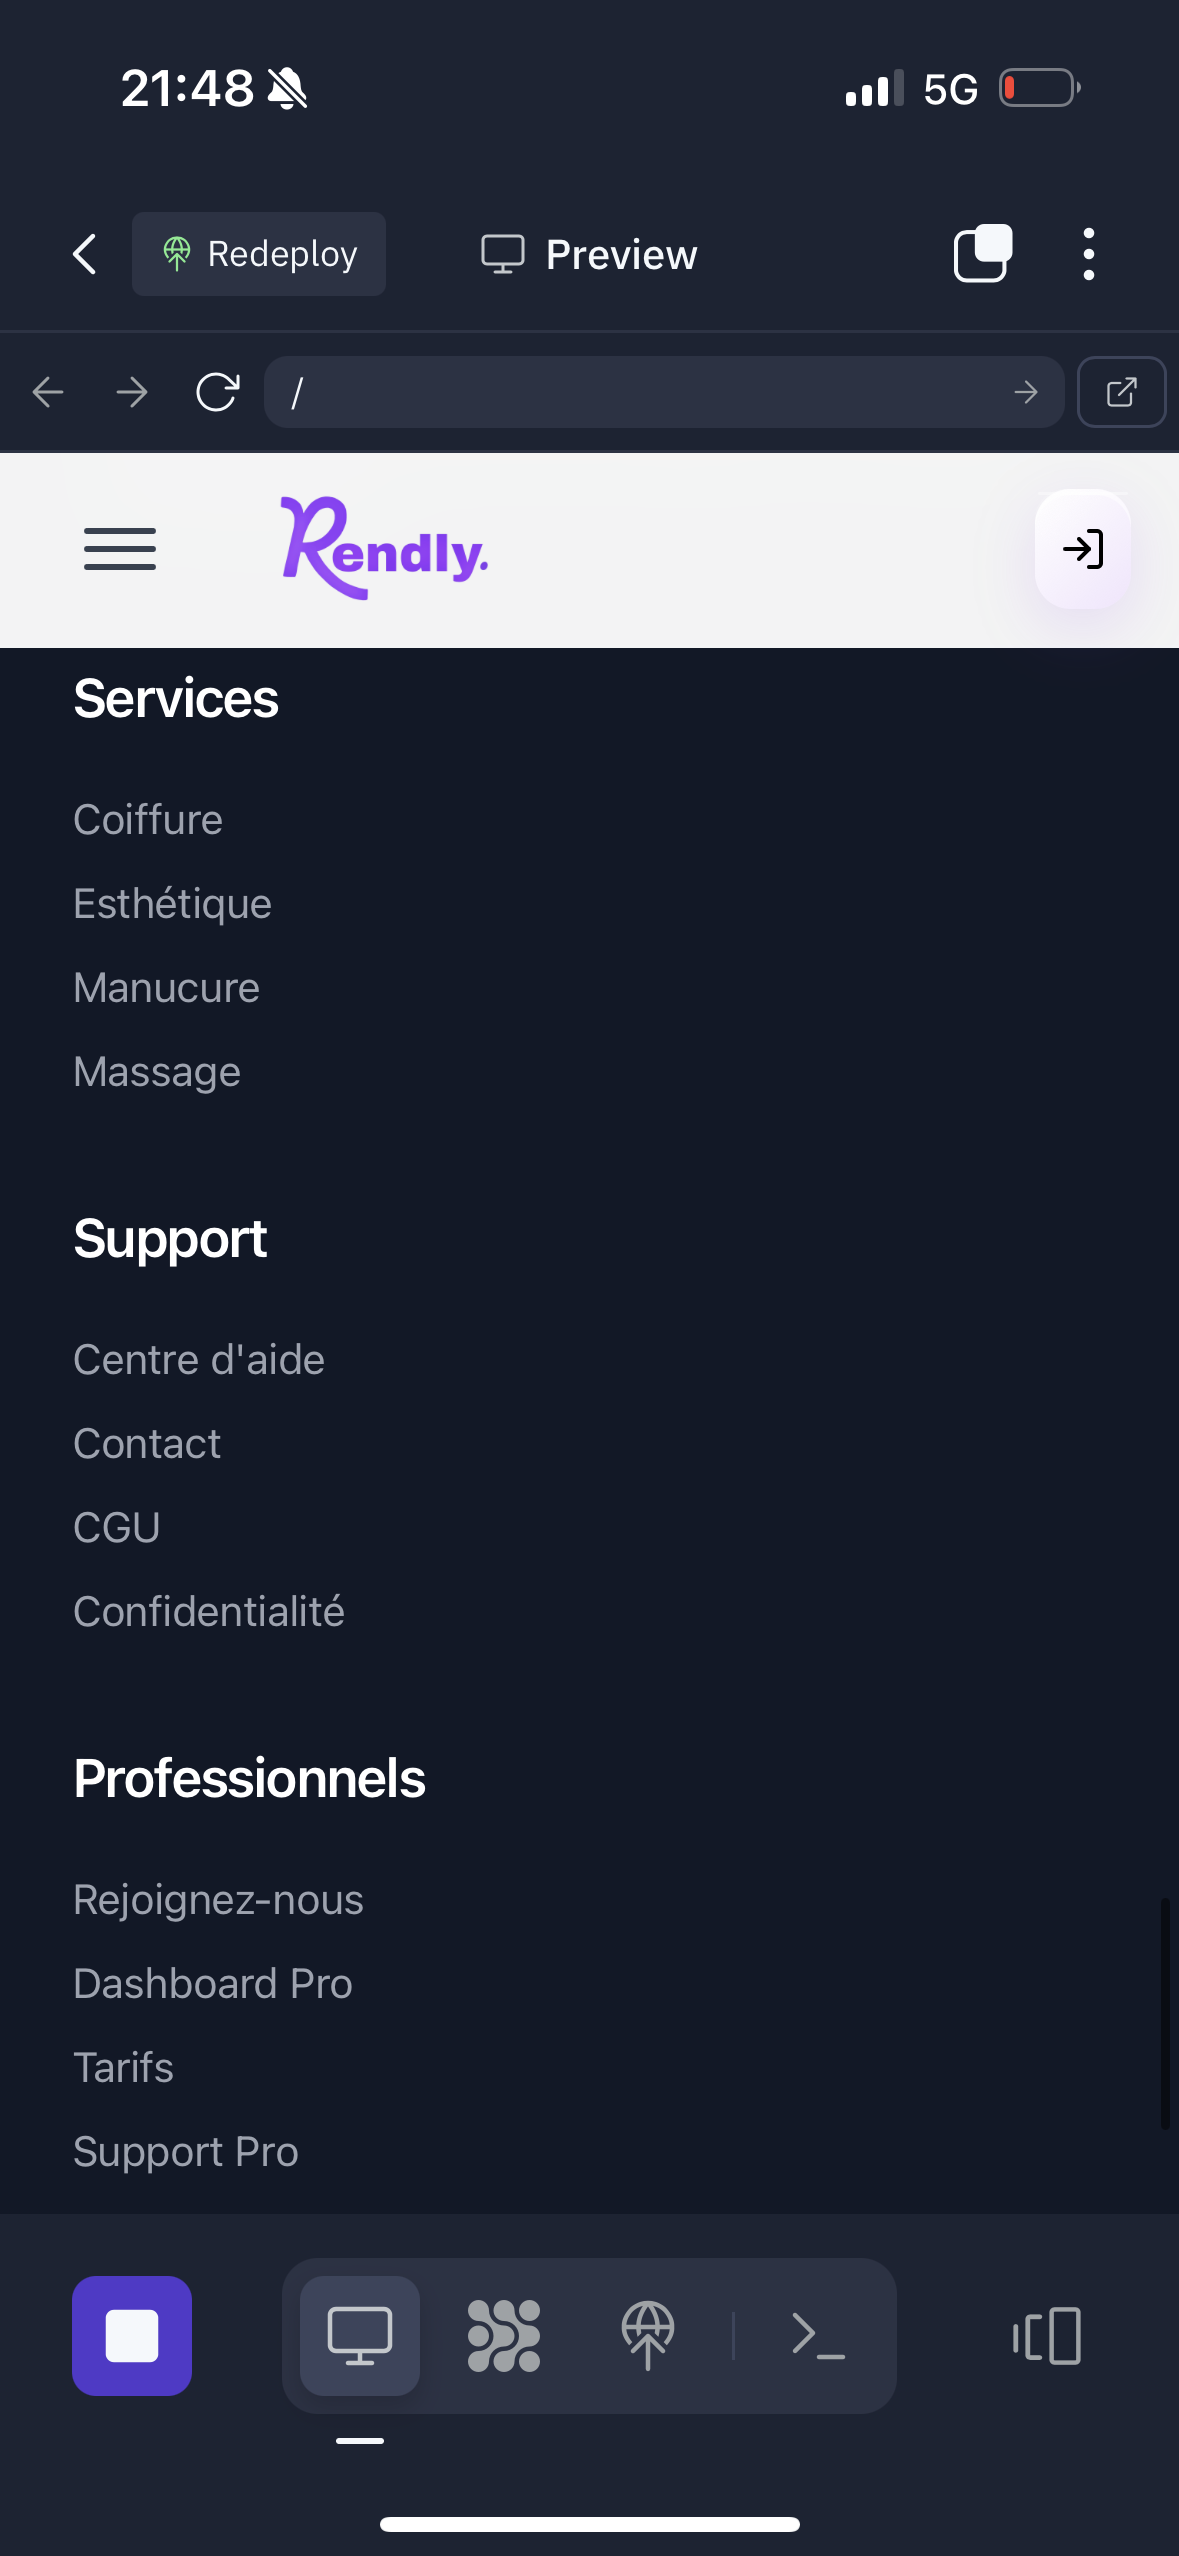 21:48
5G
Redeploy
Preview
/
Rendly.
Services
Coiffure
Esthétique
Manucure
Massage
Support
Centre d'aide
Contact
CGU
Confidentialité
Professionnels
Rejoignez-nous
Dashboard Pro
Tarifs
Support Pro